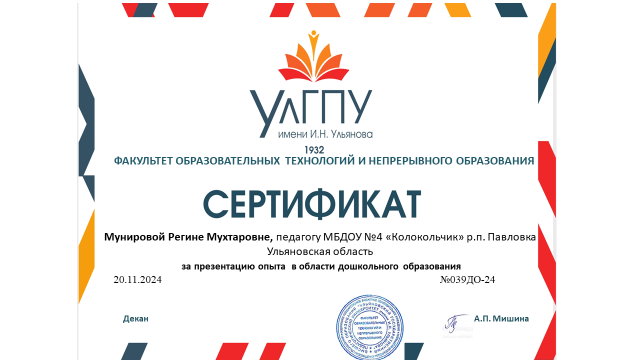 УлГПУ
имени И.Н. Ульянова
1932
ФАКУЛЬТЕТ ОБРАЗОВАТЕЛЬНЫХ ТЕХНОЛОГИЙ И НЕПРЕРЫВНОГО ОБРАЗОВАНИЯ
СЕРТИФИКАТ
Мунировой Регине Мухтаровне, педагогу МБДОУ №4 «Колокольчик» р.п. Павловка
Ульяновская область
за презентацию опыта в области дошкольного образования
20.11.2024 №039ДО-24
Декан А.П. Мишина